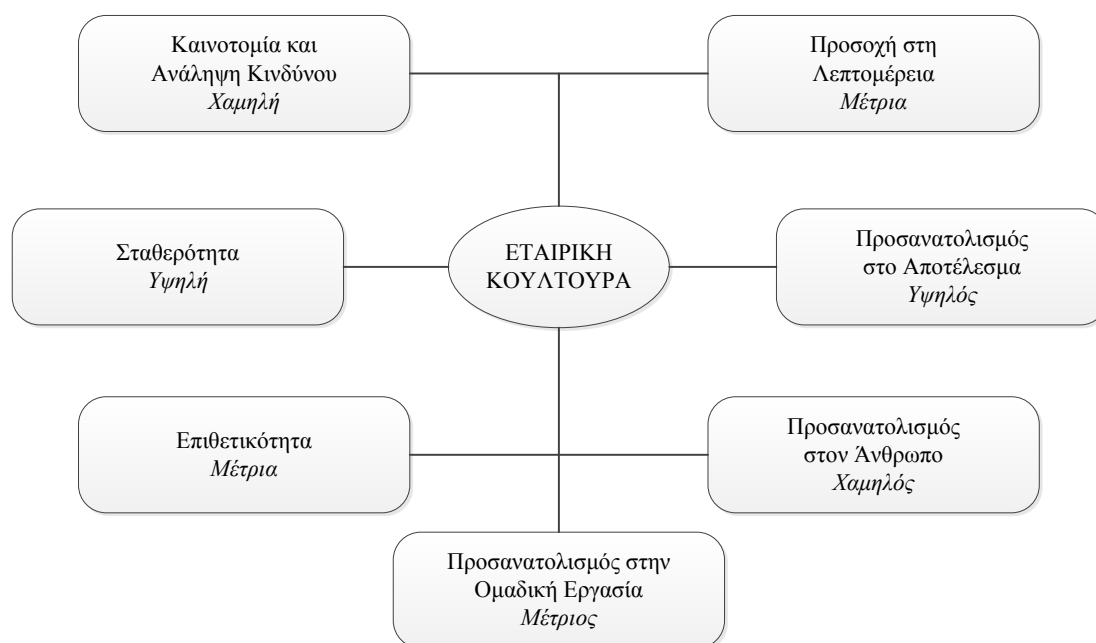 Καινοτομία και
Ανάληψη Κινδύνου
Χαμηλή
Προσοχή στη
Λεπτομέρεια
Μέτρια
Σταθερότητα
Υψηλή
ΕΤΑΙΡΙΚΗ
ΚΟΥΛΤΟΥΡΑ
Προσανατολισμός
στο Αποτέλεσμα
Υψηλός
Επιθετικότητα
Μέτρια
Προσανατολισμός
στον Άνθρωπο
Χαμηλός
Προσανατολισμός στην
Ομαδική Εργασία
Μέτριος